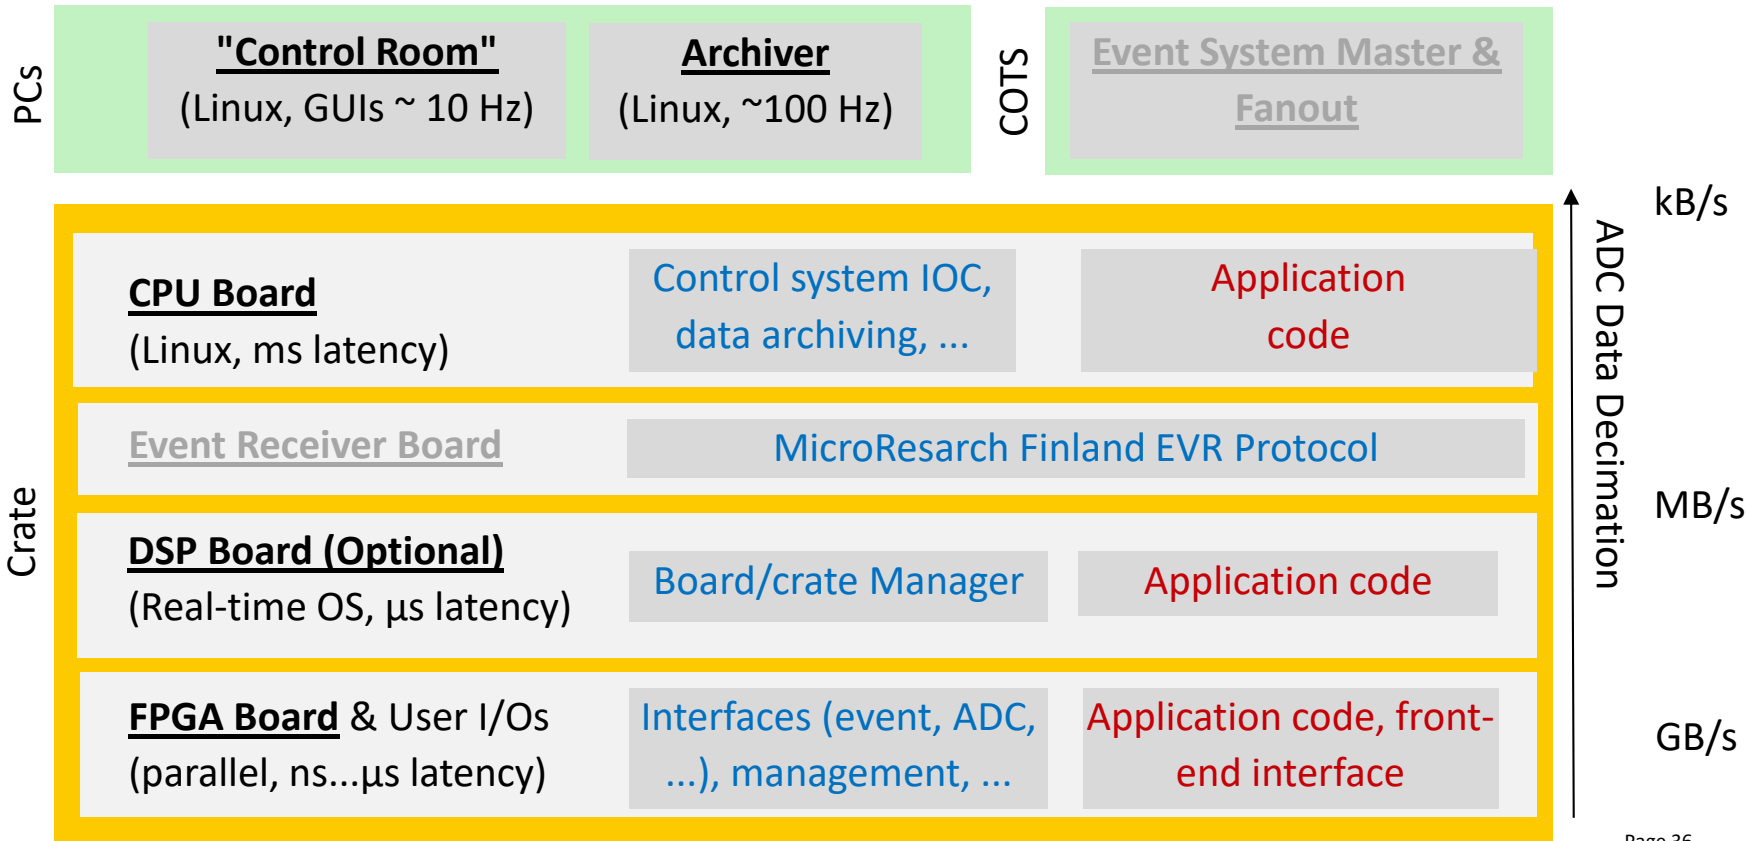 PCs
"Control Room"
(Linux, GUIs ~ 10 Hz)
Archiver
(Linux, ~100 Hz)
COTS
Event System Master &
Fanout
Crate
CPU Board
(Linux, ms latency)
Control system IOC,
data archiving, ...
Application
code
Event Receiver Board
MicroResarch Finland EVR Protocol
DSP Board (Optional)
(Real-time OS, µs latency)
Board/crate Manager
Application code
FPGA Board & User I/Os
(parallel, ns...µs latency)
Interfaces (event, ADC,
...), management, ...
Application code, front-
end interface
ADC Data Decimation
kB/s
MB/s
GB/s
Page 36